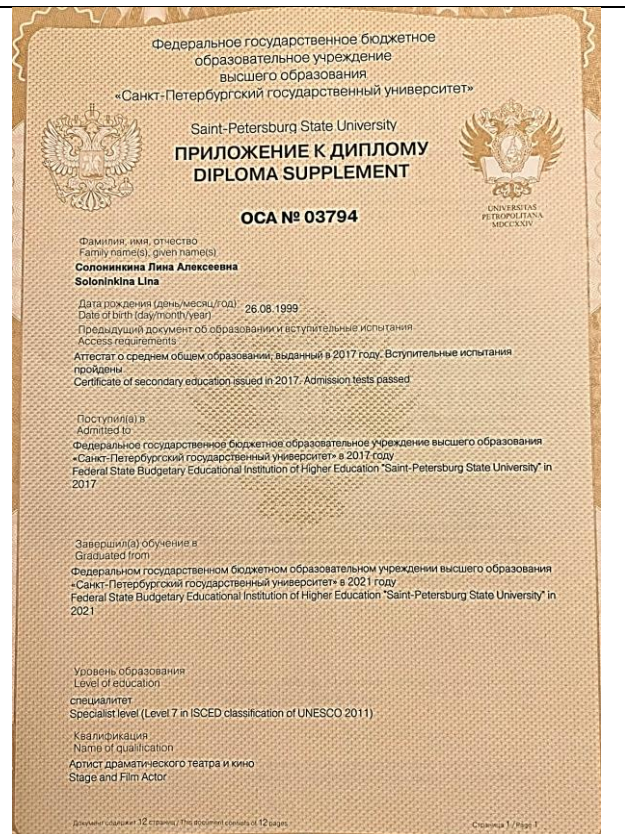 Федеральное государственное бюджетное
образовательное учреждение
высшего образования
«Санкт-Петербургский государственный университет»
Saint-Petersburg State University
ПРИЛОЖЕНИЕ К ДИПЛОМУ
DIPLOMA SUPPLEMENT
UNIVERSITAS
PETROPOLITANA
MDCCXXIV
ОСА № 03794
Фамилия, имя, отчество
Family name(s), given name(s)
Солонинкина Лина Алексеевна
Soloninkina Lina
Дата рождения (день/месяц/год)
Date of birth (day/month/year)
26.08.1999
Предыдущий документ об образовании и вступительные испытания
Access requirements
Аттестат о среднем общем образовании, выданный в 2017 году. Вступительные испытания
пройдены
Certificate of secondary education issued in 2017. Admission tests passed
Поступил(а) в
Admitted to
Федеральное государственное бюджетное образовательное учреждение высшего образования
«Санкт-Петербургский государственный университет» в 2017 году
Federal State Budgetary Educational Institution of Higher Education "Saint-Petersburg State University" in
2017
Завершил(а) обучение в
Graduated from
Федеральном государственном бюджетном образовательном учреждении высшего образования
«Санкт-Петербургский государственный университет» в 2021 году
Federal State Budgetary Educational Institution of Higher Education "Saint-Petersburg State University" in
2021
Уровень образования
Level of education
специалитет
Specialist level (Level 7 in ISCED classification of UNESCO 2011)
Квалификация
Name of qualification
Артист драматического театра и кино
Stage and Film Actor
Документ содержит 12 страниц / This document consists of 12 pages
Страница 1 / Page 1